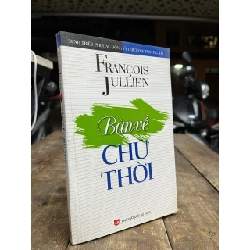 FRANÇOIS
JULLIEN
Bàn về
CHỮ
THỜI